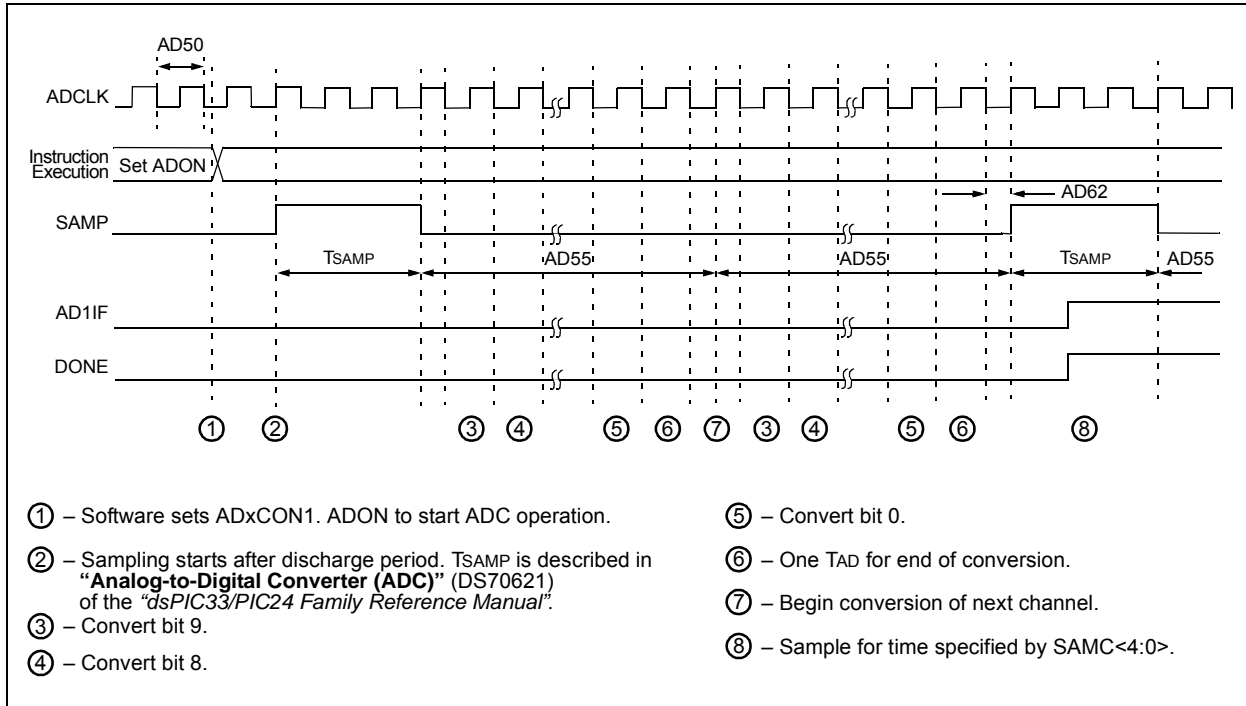 AD50
ADCLK
Instruction
Execution
Set ADON
AD62
SAMP
TSAMP
AD55
AD55
TSAMP
AD55
AD1IF
DONE
1 2 3 4 5 6 7 3 4 5 6 8
1 – Software sets ADxCON1. ADON to start ADC operation.
2 – Sampling starts after discharge period. TSAMP is described in
“Analog-to-Digital Converter (ADC)” (DS70621)
of the “dsPIC33/PIC24 Family Reference Manual”.
3 – Convert bit 9.
4 – Convert bit 8.
5 – Convert bit 0.
6 – One TAD for end of conversion.
7 – Begin conversion of next channel.
8 – Sample for time specified by SAMC<4:0>.